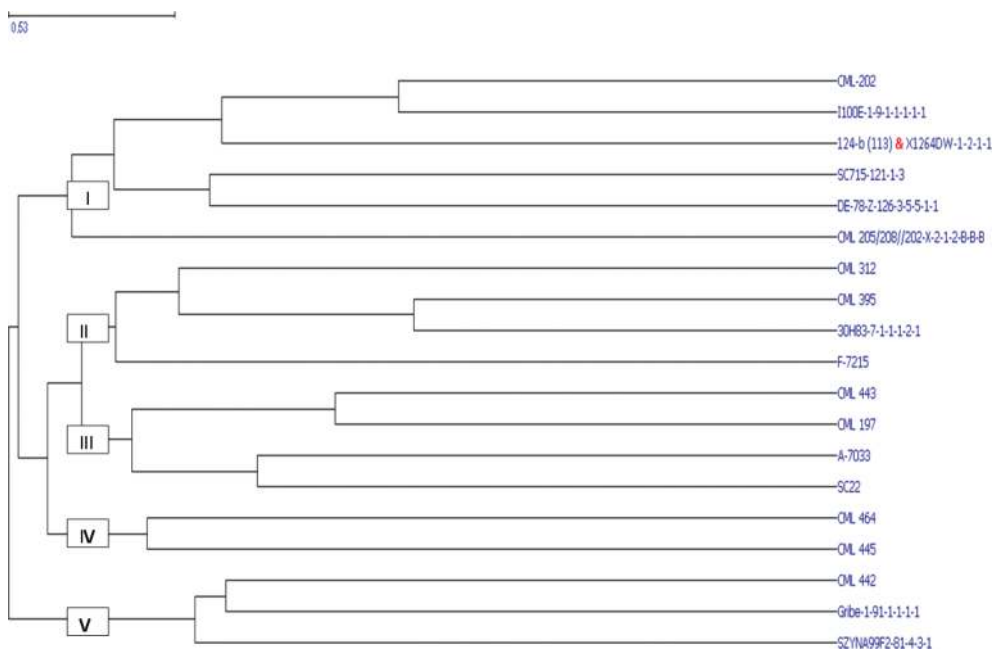 0.53
CML-202
I100E-1-9-1-1-1-1-1
124-b (113) & X1264DW-1-2-1-1
SC715-121-1-3
I
DE-78-Z-126-3-5-5-1-1
CML 205/208//202-X-2-1-2-B-B-B
CML 312
CML 395
II
30H83-7-1-1-1-2-1
F-7215
CML 443
CML 197
III
A-7033
SC22
CML 464
IV
CML 445
CML 442
Gribe-1-91-1-1-1-1
V
SZYNA99F2-81-4-3-1